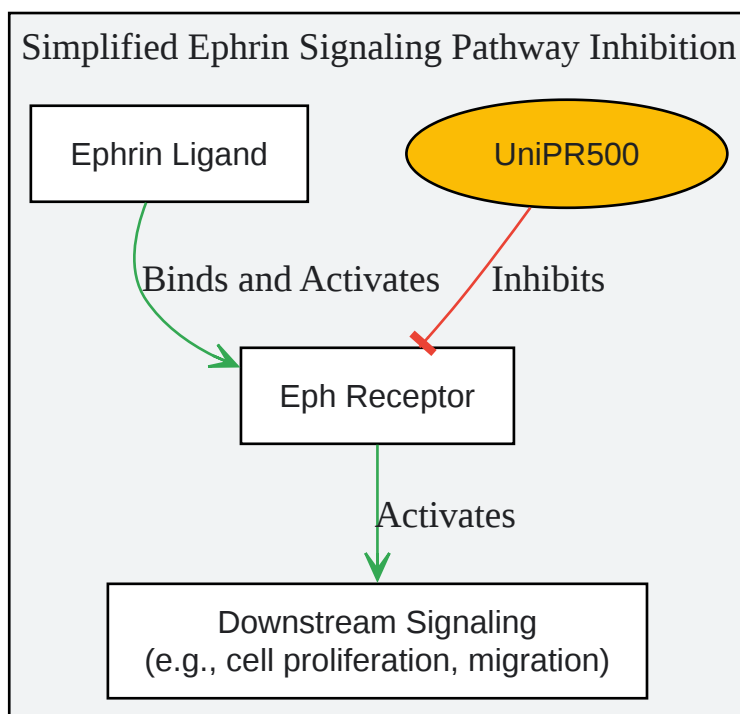 Simplified Ephrin Signaling Pathway Inhibition
Ephrin Ligand
UniPR500
Binds and Activates
Inhibits
Eph Receptor
Activates
Downstream Signaling
(e.g., cell proliferation, migration)